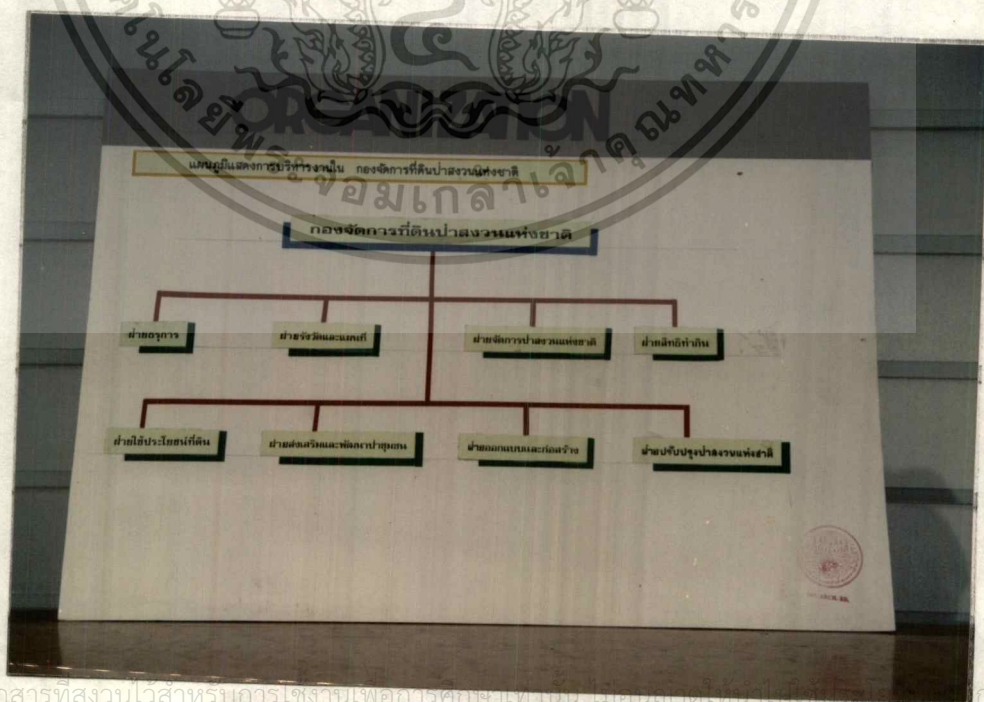 ORGANIZATION
แผนภูมิแสดงการบริหารงานใน กองจัดการที่ดินป่าสงวนแห่งชาติ
กองจัดการที่ดินป่าสงวนแห่งชาติ
ฝ่ายธุรการ ฝ่ายรังวัดและแผนที่ ฝ่ายจัดการป่าสงวนแห่งชาติ ฝ่ายสิทธิทำกิน
ฝ่ายใช้ประโยชน์ที่ดิน ฝ่ายส่งเสริมและพัฒนาป่าชุมชน ฝ่ายออกแบบและก่อสร้าง ฝ่ายปรับปรุงป่าสงวนแห่งชาติ